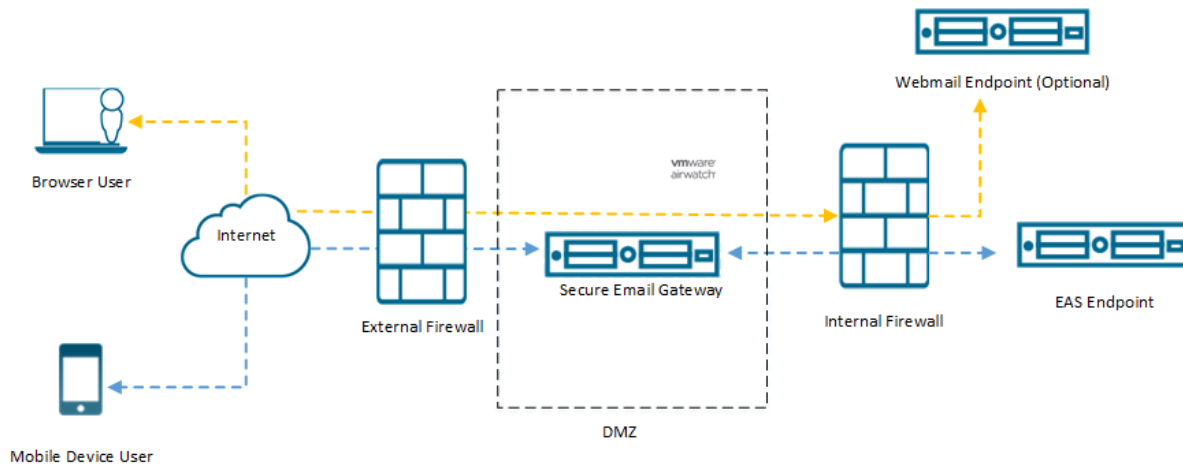 Webmail Endpoint (Optional)
vmware
airwatch
Browser User
Internet
Secure Email Gateway
EAS Endpoint
External Firewall
Internal Firewall
DMZ
Mobile Device User